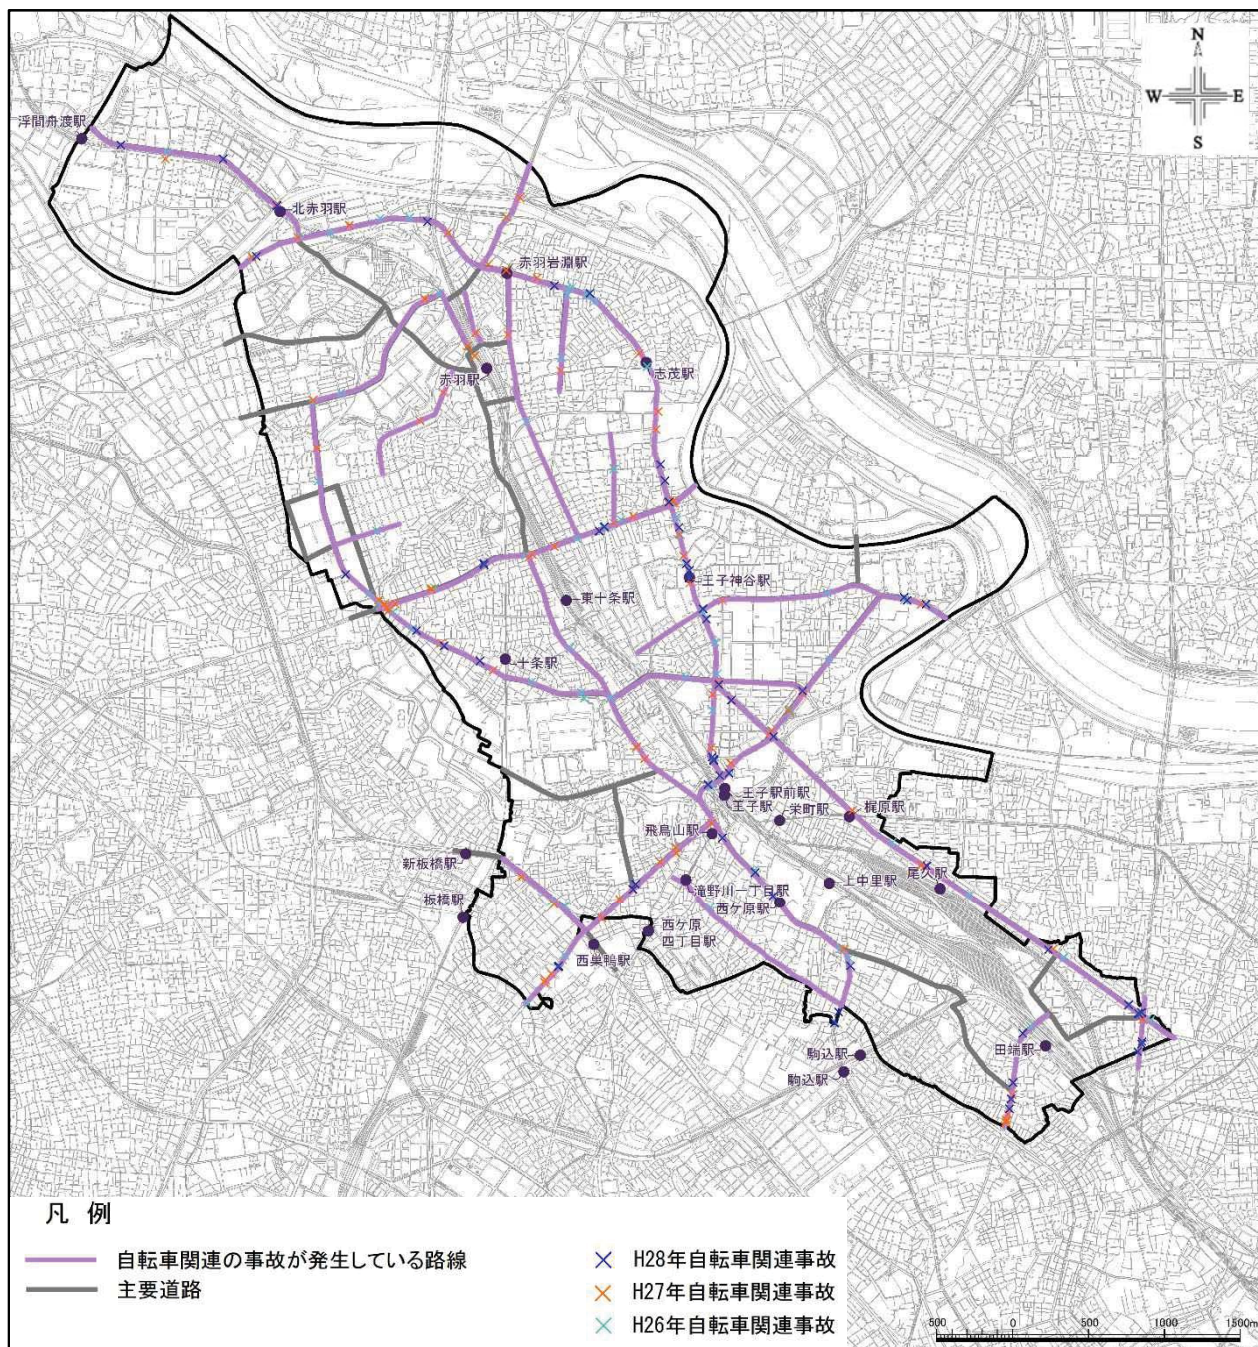 N
W
E
S
浮間舟渡駅
北赤羽駅
赤羽岩淵駅
志茂駅
赤羽駅
王子神谷駅
東十条駅
十条駅
王子駅前駅
王子駅
栄町駅
梶原駅
飛鳥山駅
新板橋駅
板橋駅
滝野川一丁目駅
西ケ原駅
上中里駅
尾久駅
西ケ原
四丁目駅
西巣鴨駅
田端駅
駒込駅
駒込駅
凡 例
自転車関連の事故が発生している路線
主要道路
H28年自転車関連事故
H27年自転車関連事故
H26年自転車関連事故
500 0 500 1000 1500m